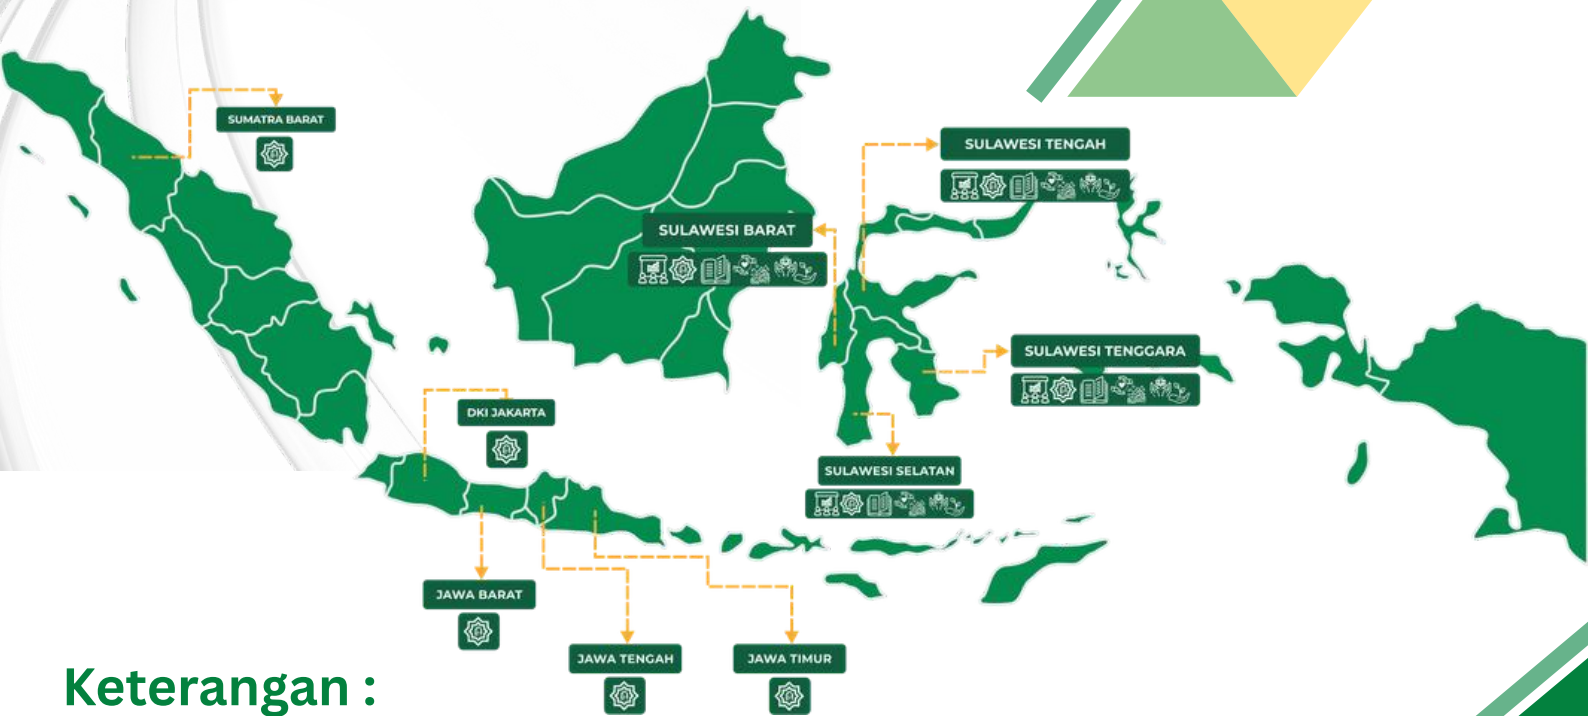 SUMATRA BARAT
SULAWESI TENGAH
SULAWESI BARAT
SULAWESI TENGGARA
DKI JAKARTA
SULAWESI SELATAN
JAWA BARAT
JAWA TENGAH
JAWA TIMUR
Keterangan :